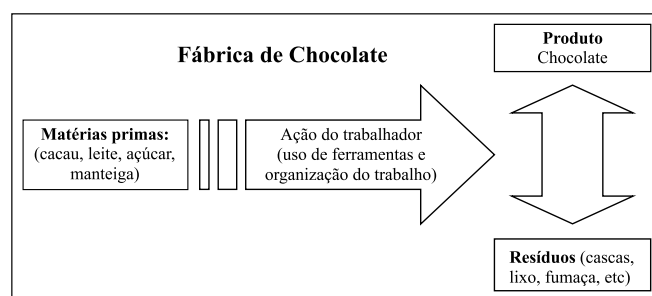 Fábrica de Chocolate
Produto
Chocolate
Matérias primas:
(cacau, leite, açúcar,
manteiga)
Ação do trabalhador
(uso de ferramentas e
organização do trabalho)
Resíduos (cascas,
lixo, fumaça, etc)